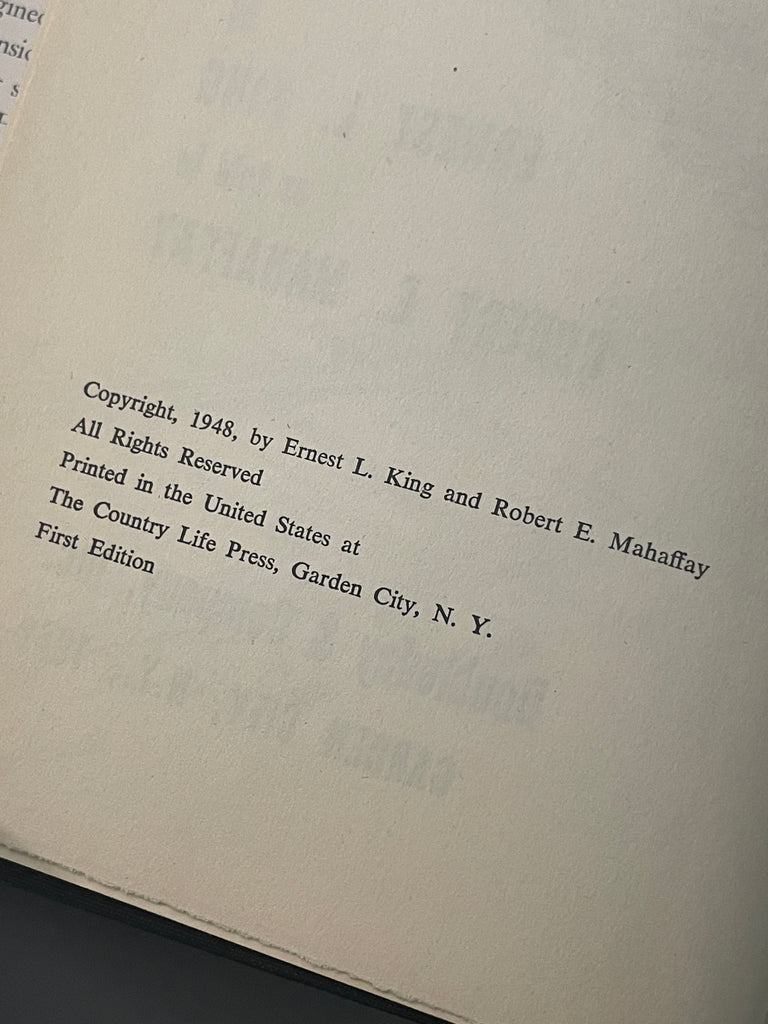 Copyright, 1948, by Ernest L. King and Robert E. Mahaffay
All Rights Reserved
Printed in the United States at
The Country Life Press, Garden City, N. Y.
First Edition